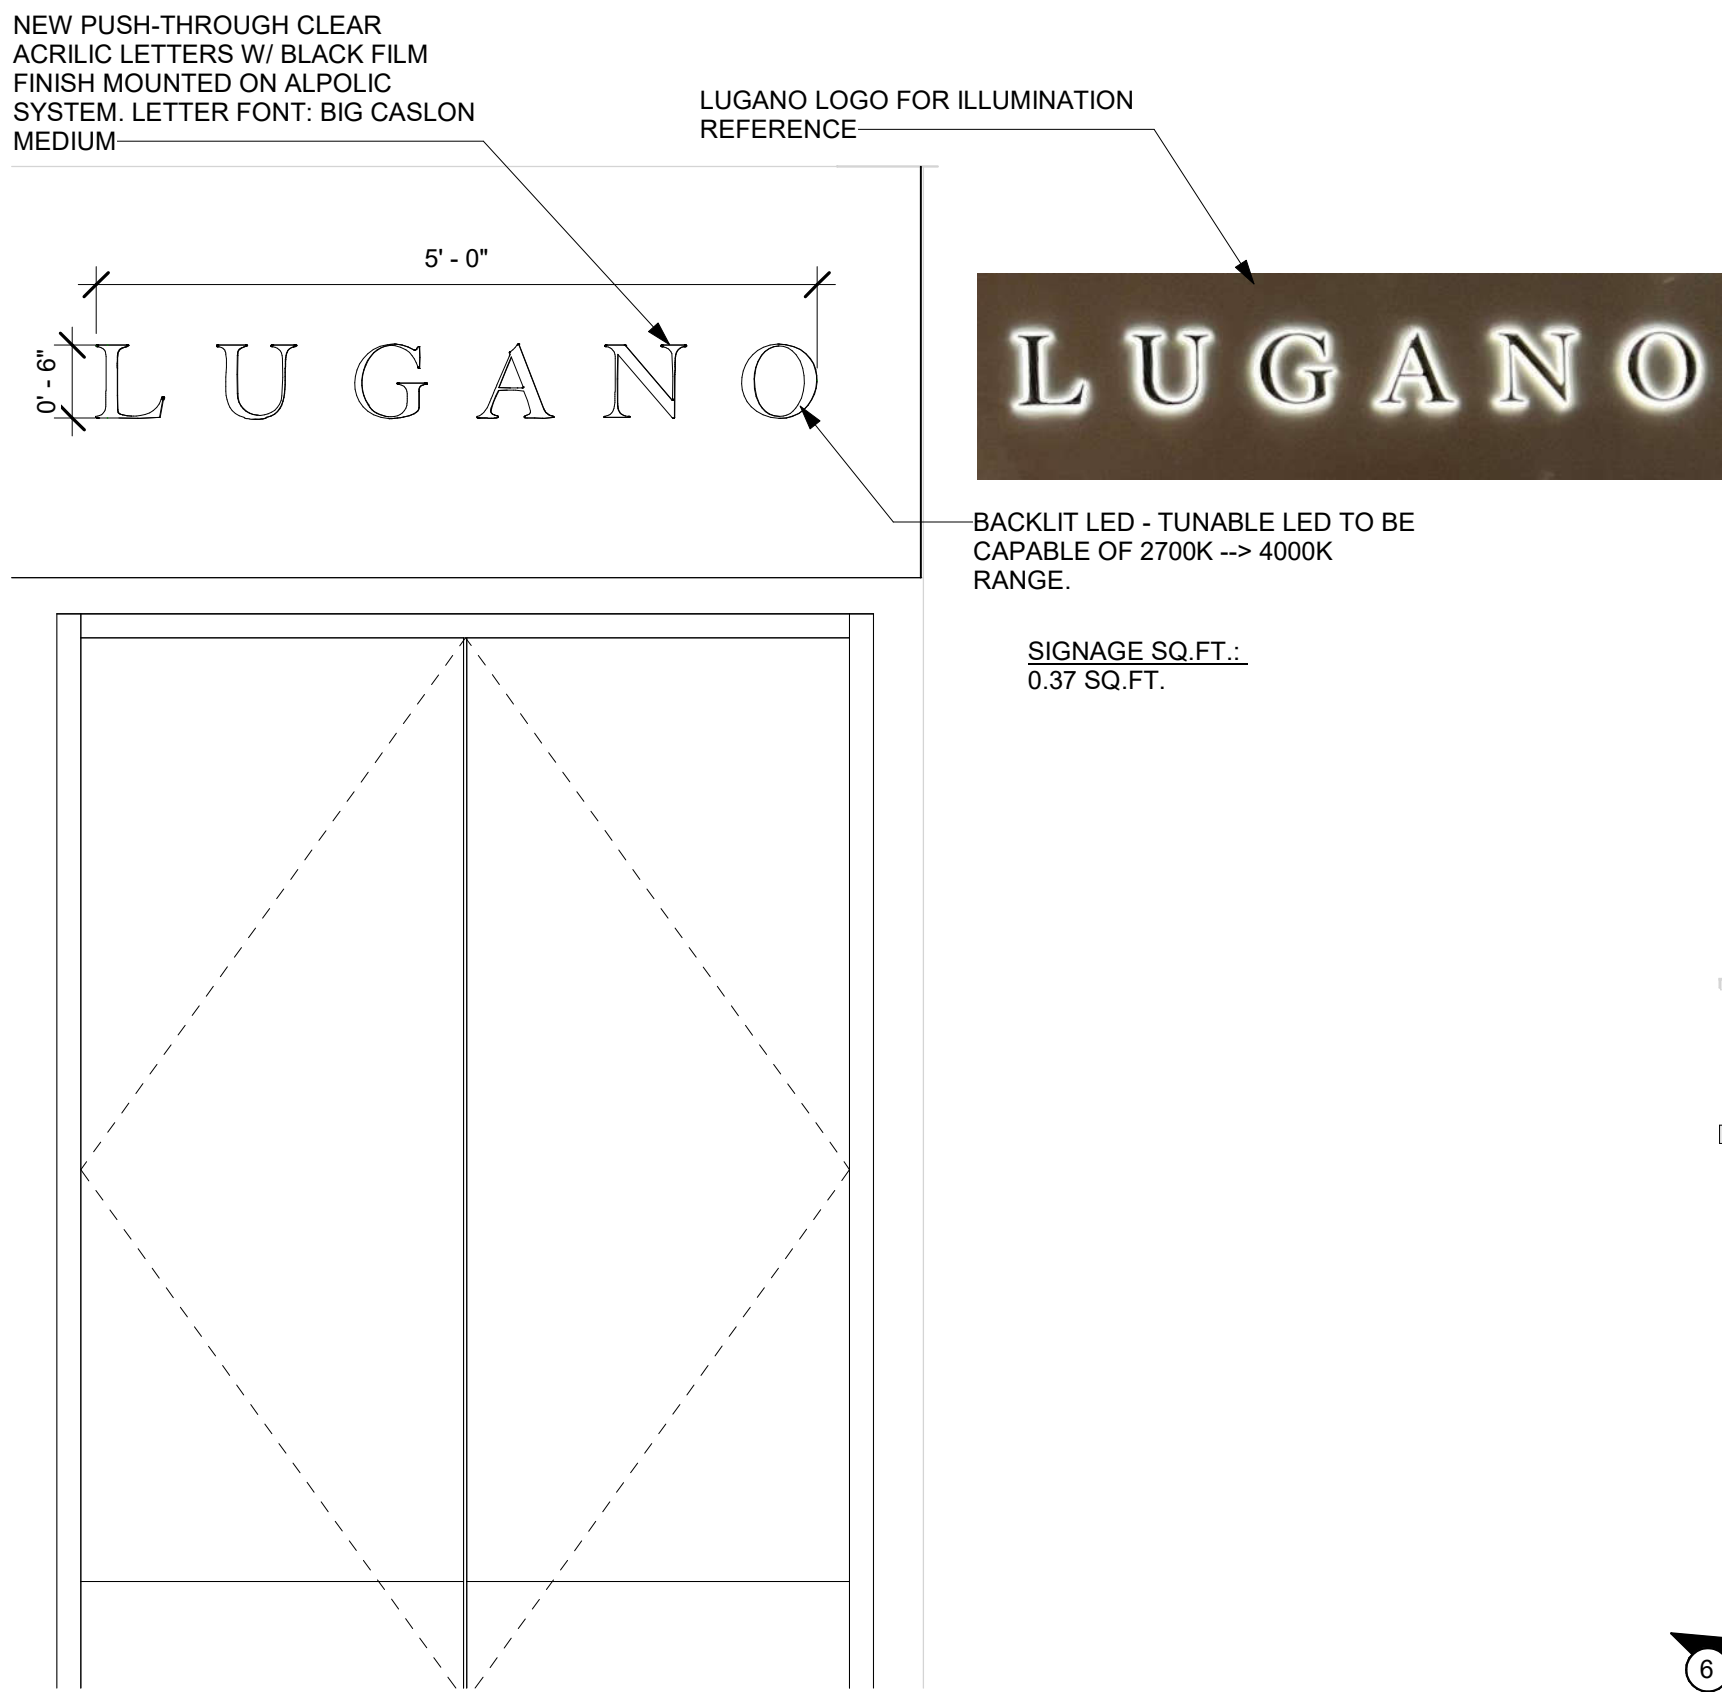 NEW PUSH-THROUGH CLEAR
ACRILIC LETTERS W/ BLACK FILM
FINISH MOUNTED ON ALPOLIC
SYSTEM. LETTER FONT: BIG CASLON
MEDIUM
LUGANO LOGO FOR ILLUMINATION
REFERENCE
5' - 0"
0' - 6"
LUGANO
LUGANO
BACKLIT LED - TUNABLE LED TO BE
CAPABLE OF 2700K --> 4000K
RANGE.
SIGNAGE SQ.FT.:
0.37 SQ.FT.
6